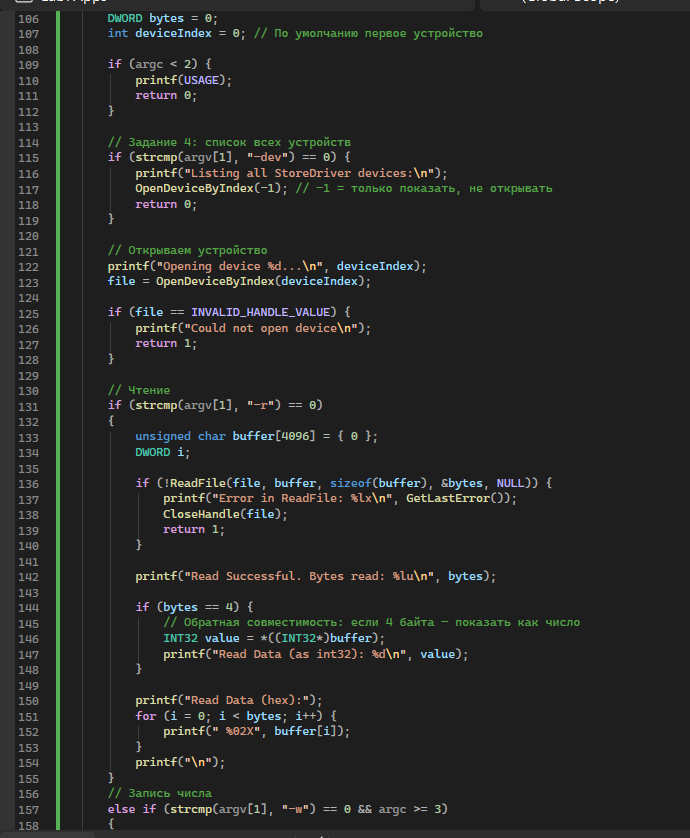 106 DWORD bytes = 0;
107 int deviceIndex = 0; // По умолчанию первое устройство
108
109 if (argc < 2) {
110 printf(USAGE);
111 return 0;
112 }
113
114 // Задание 4: список всех устройств
115 if (strcmp(argv[1], "-dev") == 0) {
116 printf("Listing all StoreDriver devices:\n");
117 OpenDeviceByIndex(-1); // -1 = только показать, не открывать
118 return 0;
119 }
120
121 // Открываем устройство
122 printf("Opening device %d...\n", deviceIndex);
123 file = OpenDeviceByIndex(deviceIndex);
124
125 if (file == INVALID_HANDLE_VALUE) {
126 printf("Could not open device\n");
127 return 1;
128 }
129
130 // Чтение
131 if (strcmp(argv[1], "-r") == 0)
132 {
133 unsigned char buffer[4096] = { 0 };
134 DWORD i;
135
136 if (!ReadFile(file, buffer, sizeof(buffer), &bytes, NULL)) {
137 printf("Error in ReadFile: %lx\n", GetLastError());
138 CloseHandle(file);
139 return 1;
140 }
141
142 printf("Read Successful. Bytes read: %lu\n", bytes);
143
144 if (bytes == 4) {
145 // Обратная совместимость: если 4 байта — показать как число
146 INT32 value = *((INT32*)buffer);
147 printf("Read Data (as int32): %d\n", value);
148 }
149
150 printf("Read Data (hex):");
151 for (i = 0; i < bytes; i++) {
152 printf(" %02X", buffer[i]);
153 }
154 printf("\n");
155 }
156 // Запись числа
157 else if (strcmp(argv[1], "-w") == 0 && argc >= 3)
158 {